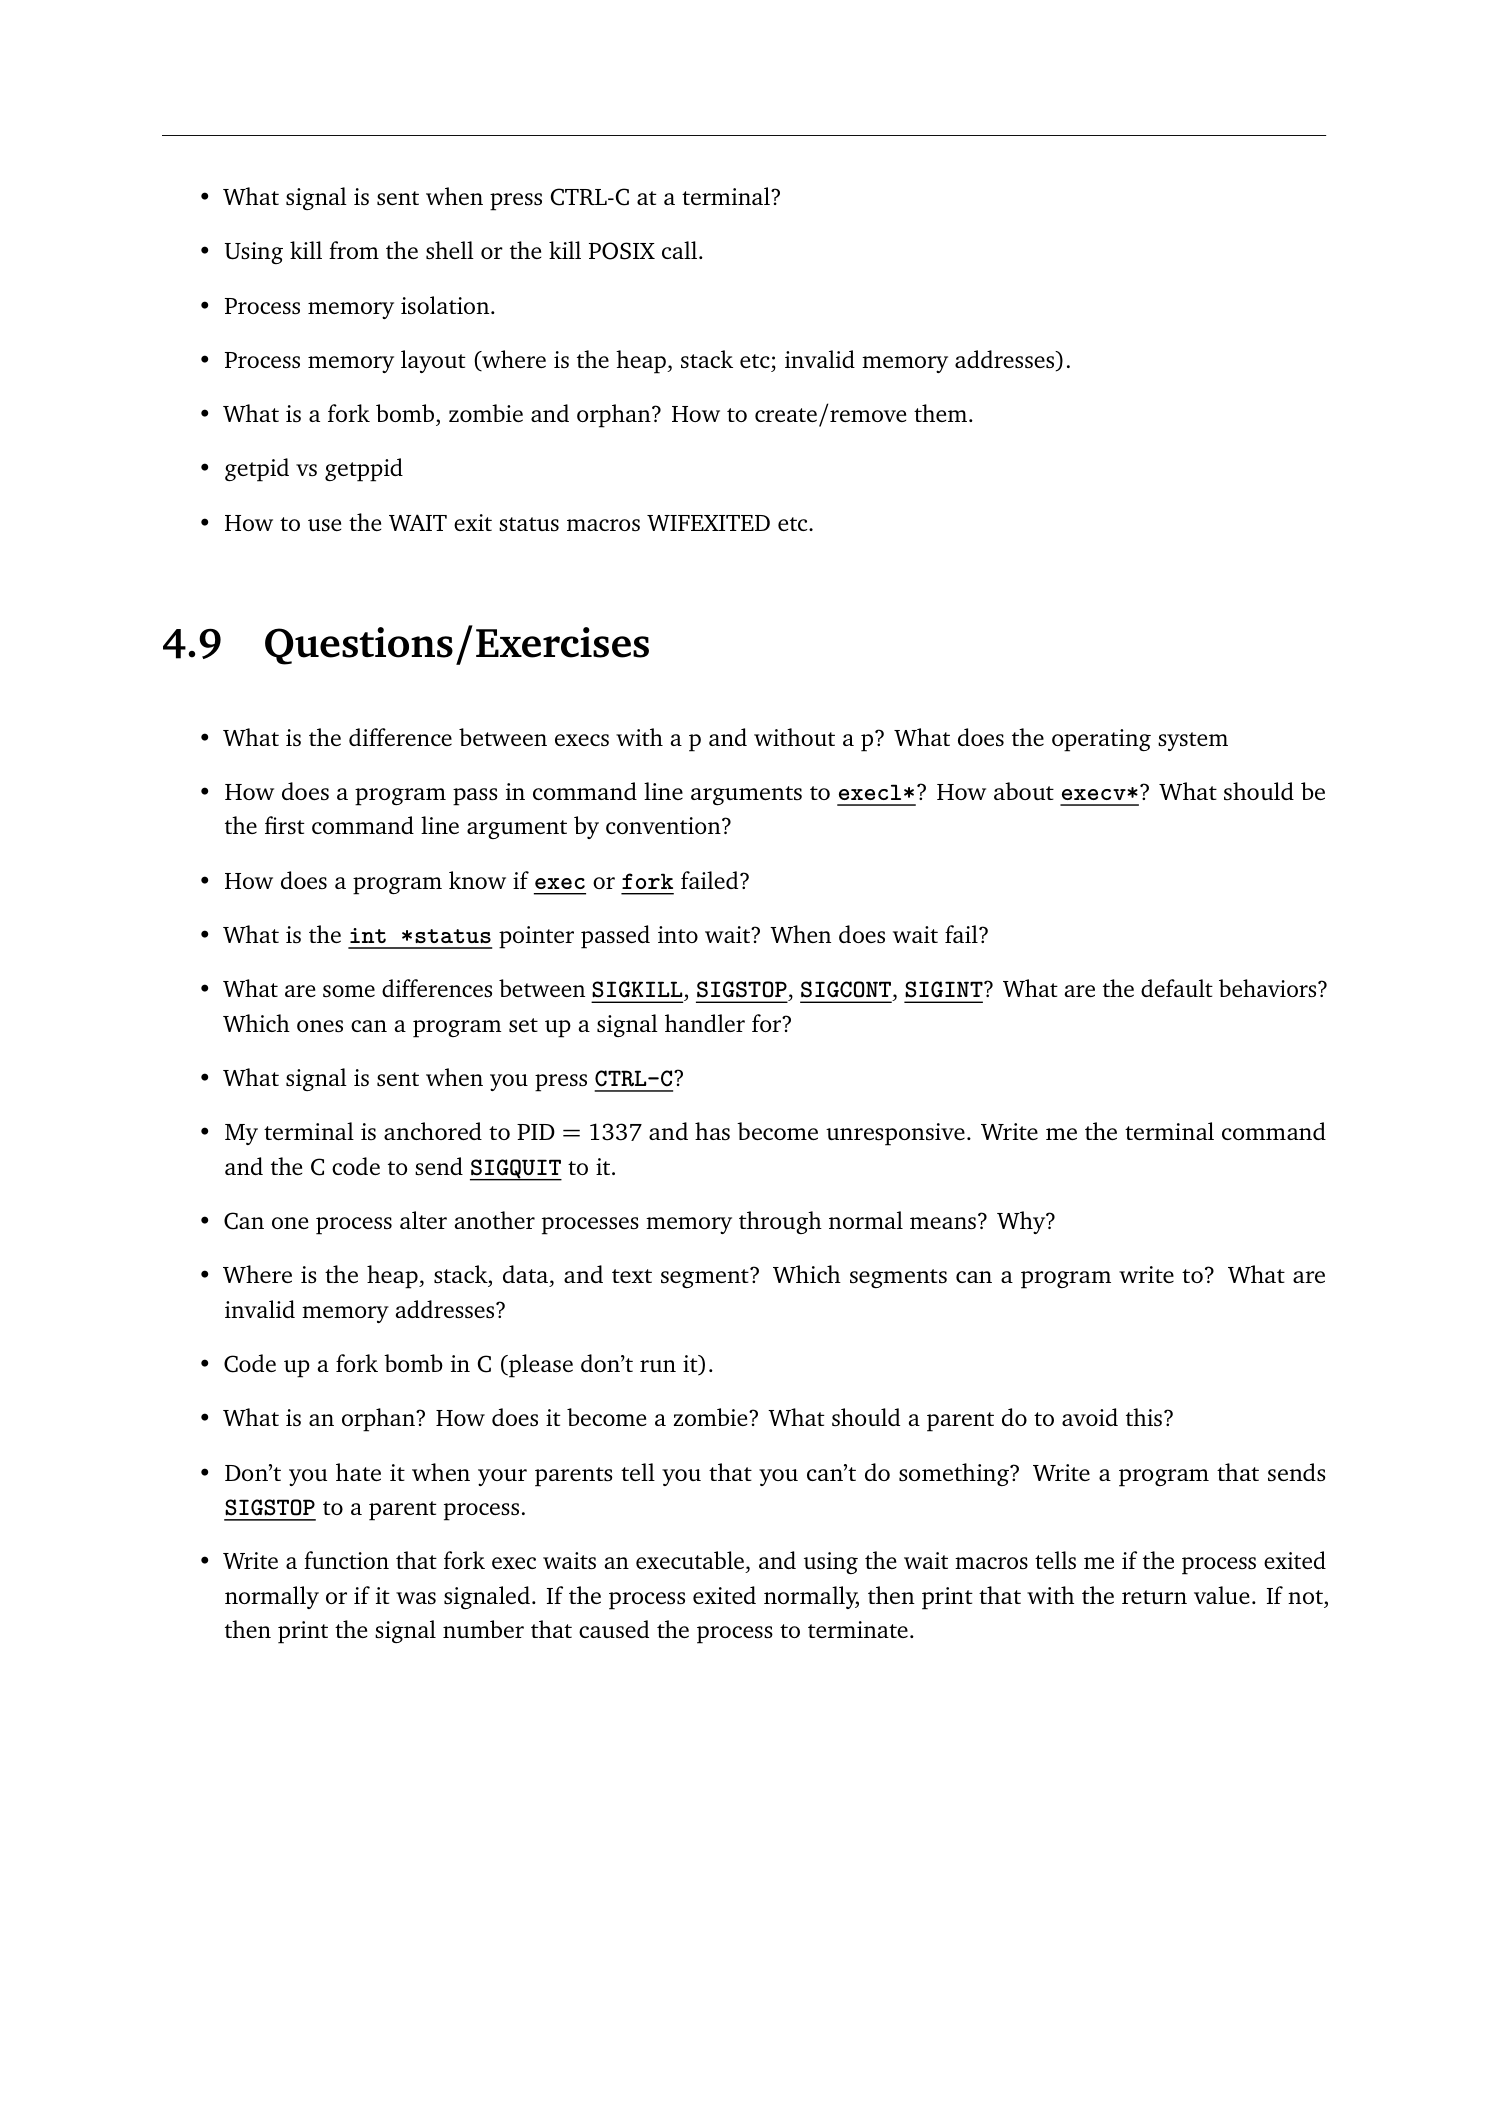 • What signal is sent when press CTRL-C at a terminal?
• Using kill from the shell or the kill POSIX call.
• Process memory isolation.
• Process memory layout (where is the heap, stack etc; invalid memory addresses).
• What is a fork bomb, zombie and orphan? How to create/remove them.
• getpid vs getppid
• How to use the WAIT exit status macros WIFEXITED etc.
4.9 Questions/Exercises
• What is the difference between execs with a p and without a p? What does the operating system
• How does a program pass in command line arguments to execl*? How about execv*? What should be
the first command line argument by convention?
• How does a program know if exec or fork failed?
• What is the int *status pointer passed into wait? When does wait fail?
• What are some differences between SIGKILL, SIGSTOP, SIGCONT, SIGINT? What are the default behaviors?
Which ones can a program set up a signal handler for?
• What signal is sent when you press CTRL-C?
• My terminal is anchored to PID = 1337 and has become unresponsive. Write me the terminal command
and the C code to send SIGQUIT to it.
• Can one process alter another processes memory through normal means? Why?
• Where is the heap, stack, data, and text segment? Which segments can a program write to? What are
invalid memory addresses?
• Code up a fork bomb in C (please don't run it).
• What is an orphan? How does it become a zombie? What should a parent do to avoid this?
• Don't you hate it when your parents tell you that you can't do something? Write a program that sends
SIGSTOP to a parent process.
• Write a function that fork exec waits an executable, and using the wait macros tells me if the process exited
normally or if it was signaled. If the process exited normally, then print that with the return value. If not,
then print the signal number that caused the process to terminate.